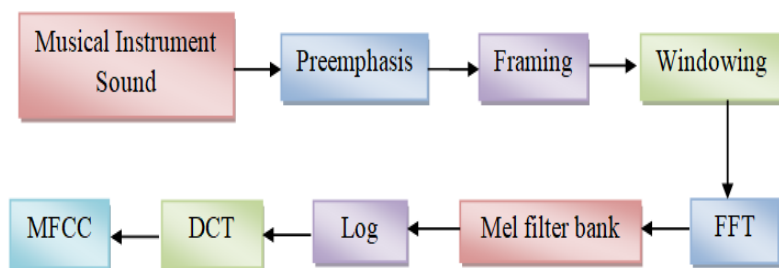 Musical Instrument
Sound
Preemphasis
Framing
Windowing
FFT
Mel filter bank
Log
DCT
MFCC